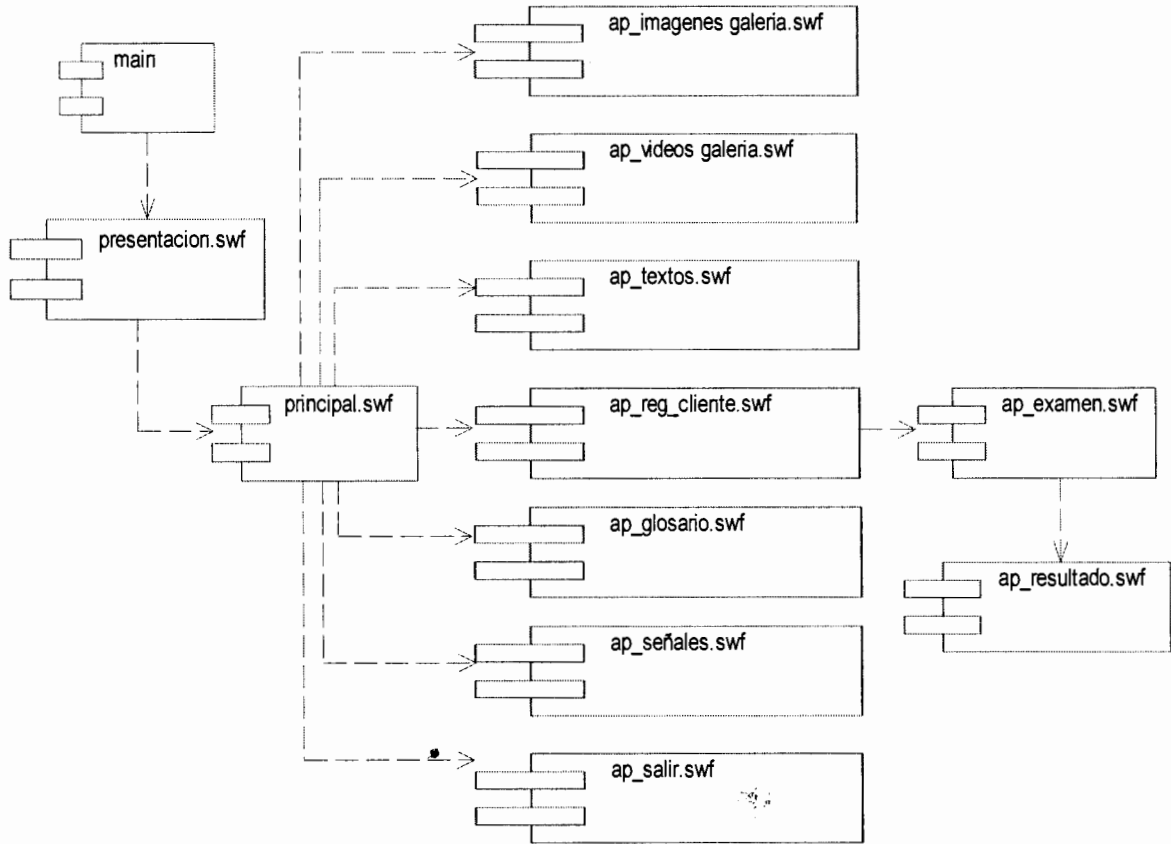 main
presentacion.swf
principal.swf
ap_imagenes galeria.swf
ap_videos galeria.swf
ap_textos.swf
ap_reg_cliente.swf
ap_examen.swf
ap_resultado.swf
ap_glosario.swf
ap_señales.swf
ap_salir.swf